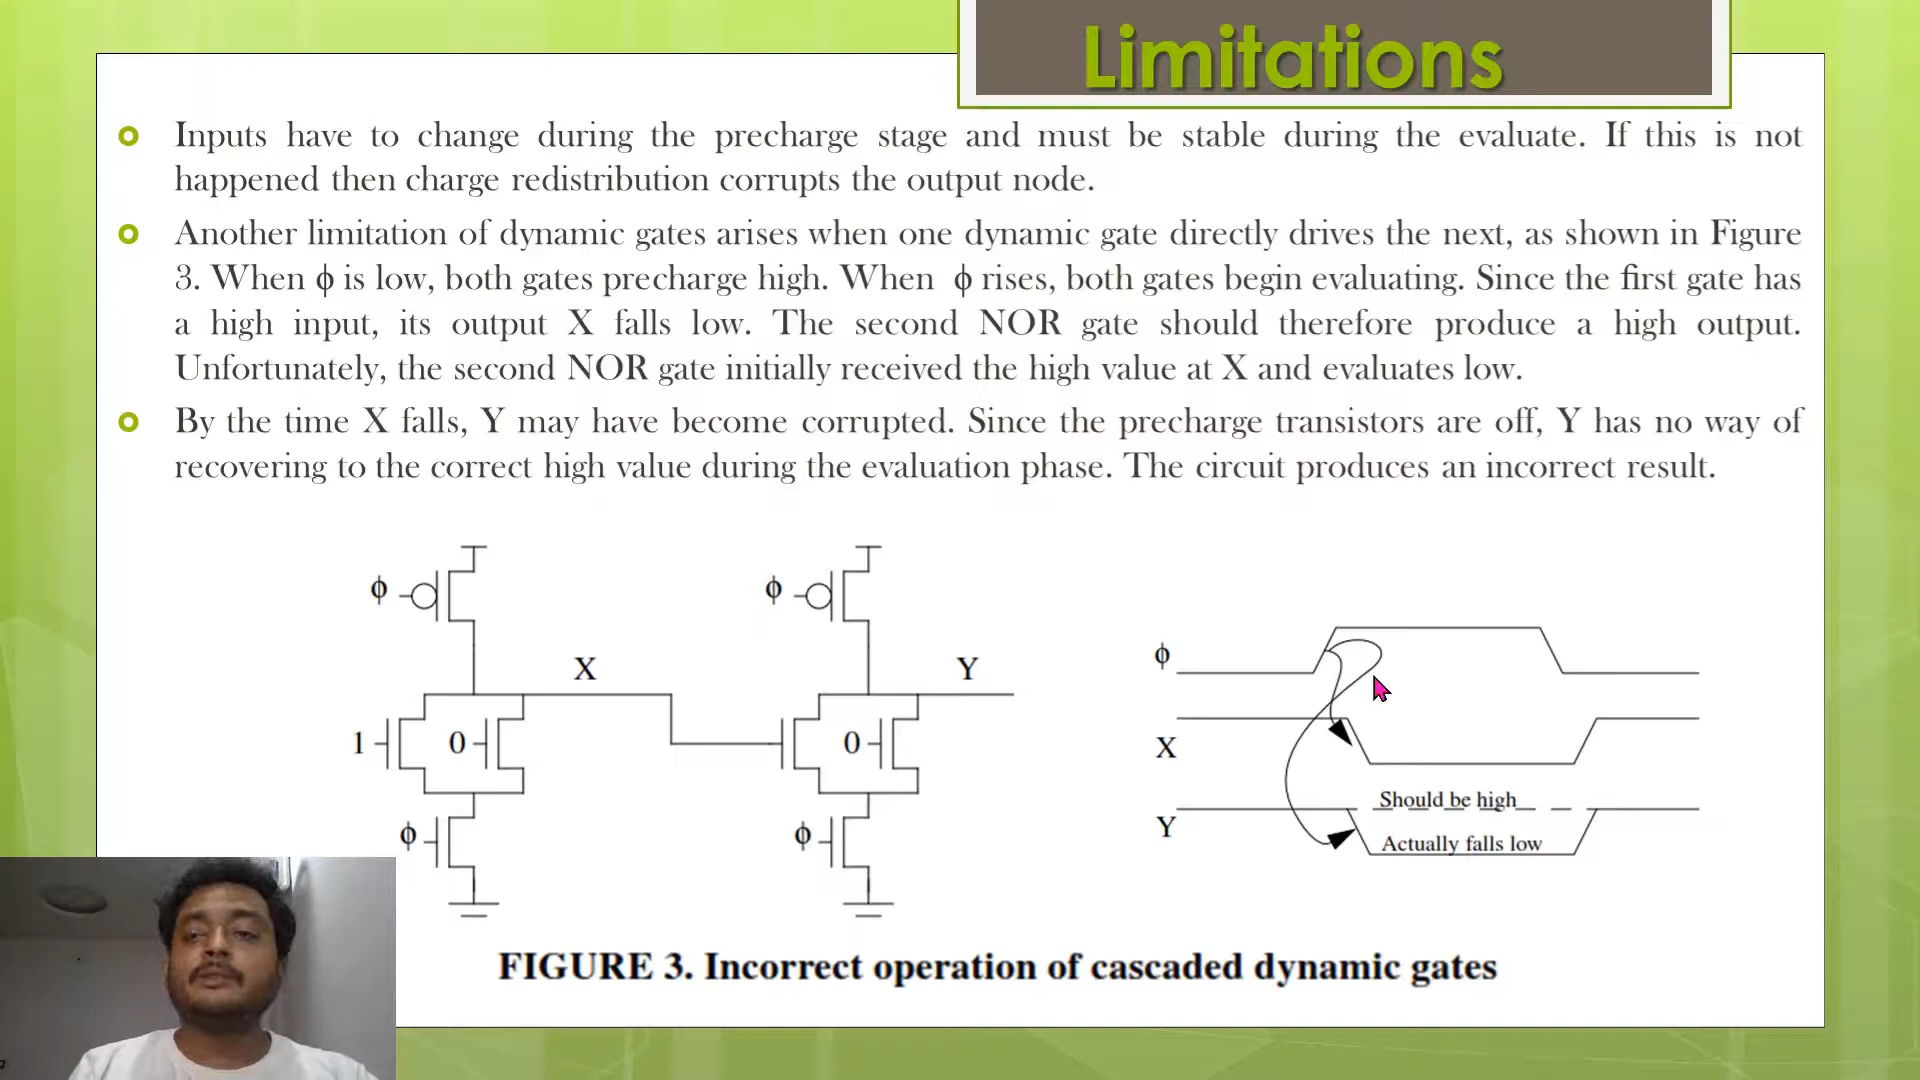 Limitations
Inputs have to change during the precharge stage and must be stable during the evaluate. If this is not
happened then charge redistribution corrupts the output node.
Another limitation of dynamic gates arises when one dynamic gate directly drives the next, as shown in Figure
3. When ϕ is low, both gates precharge high. When ϕ rises, both gates begin evaluating. Since the first gate has
a high input, its output X falls low. The second NOR gate should therefore produce a high output.
Unfortunately, the second NOR gate initially received the high value at X and evaluates low.
By the time X falls, Y may have become corrupted. Since the precharge transistors are off, Y has no way of
recovering to the correct high value during the evaluation phase. The circuit produces an incorrect result.
ϕ
ϕ
X
Y
1
0
0
ϕ
ϕ
ϕ
X
Y
Should be high
Actually falls low
FIGURE 3. Incorrect operation of cascaded dynamic gates